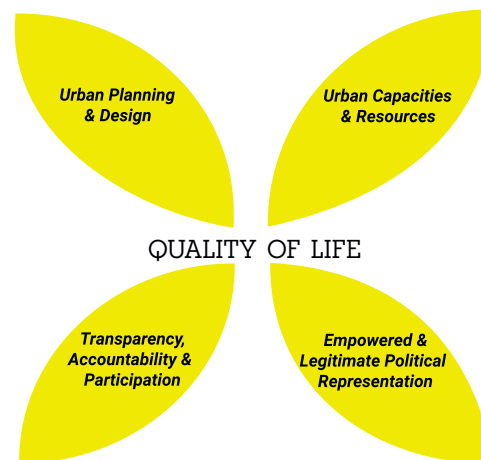 Urban Planning
& Design
Urban Capacities
& Resources
QUALITY OF LIFE
Transparency,
Accountability &
Participation
Empowered &
Legitimate Political
Representation